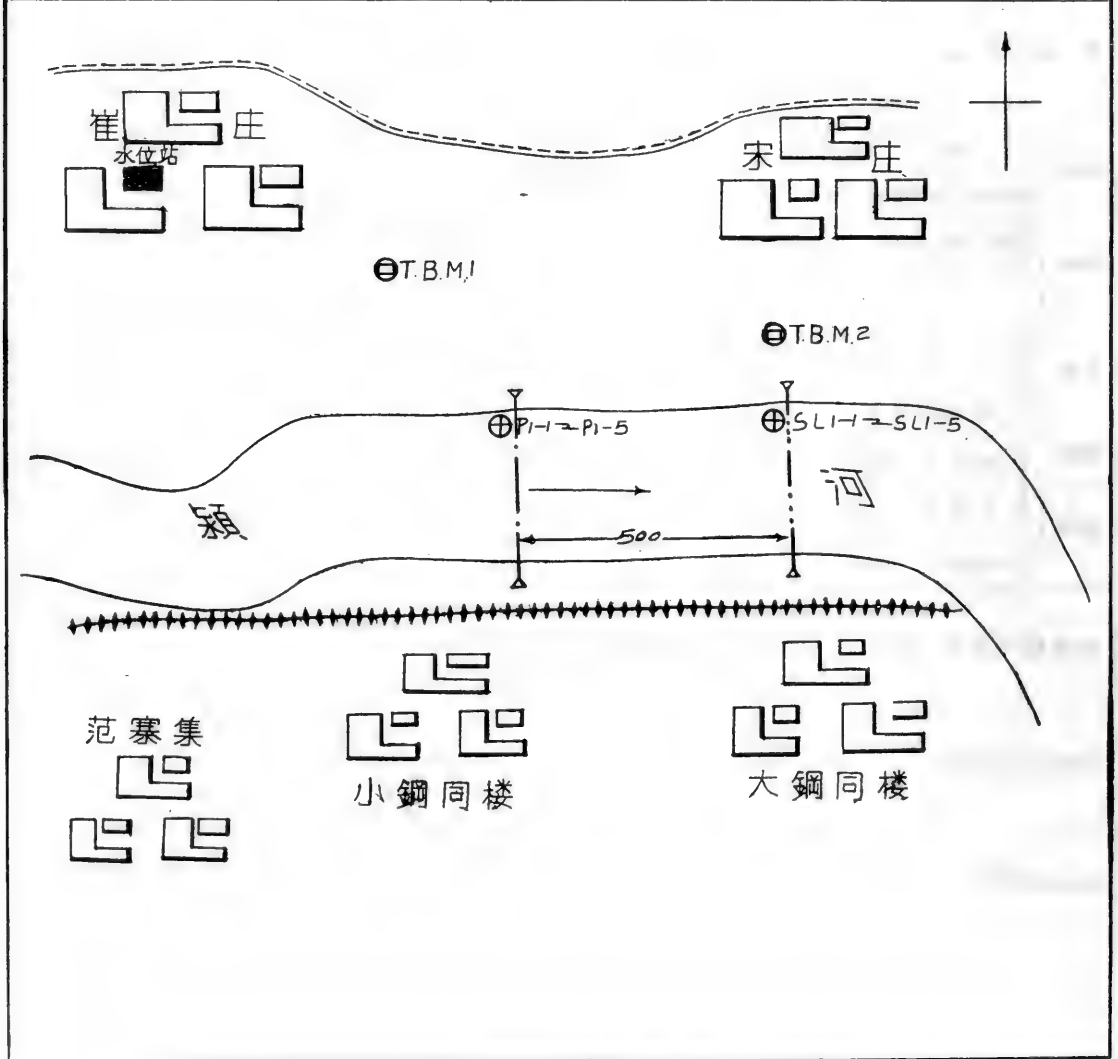 崔庄
水位站
宋庄
T.B.M.1
T.B.M.2
P1-1~P1-5
SL1-1~SL1-5
潁河
500
范寨集
小鋼同楼
大鋼同楼